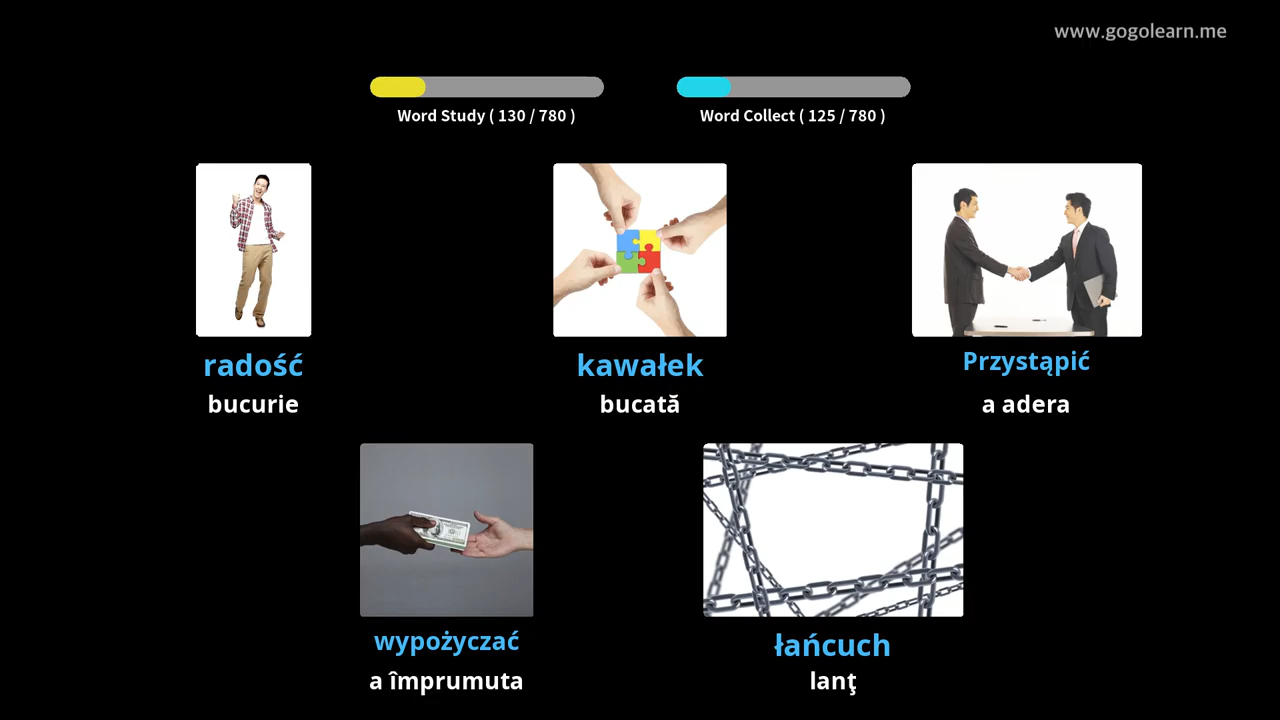 www.gogolearn.me
Word Study ( 130 / 780 )
Word Collect ( 125 / 780 )
radość
bucurie
kawałek
bucată
Przystąpić
a adera
wypożyczać
a împrumuta
łańcuch
lanţ